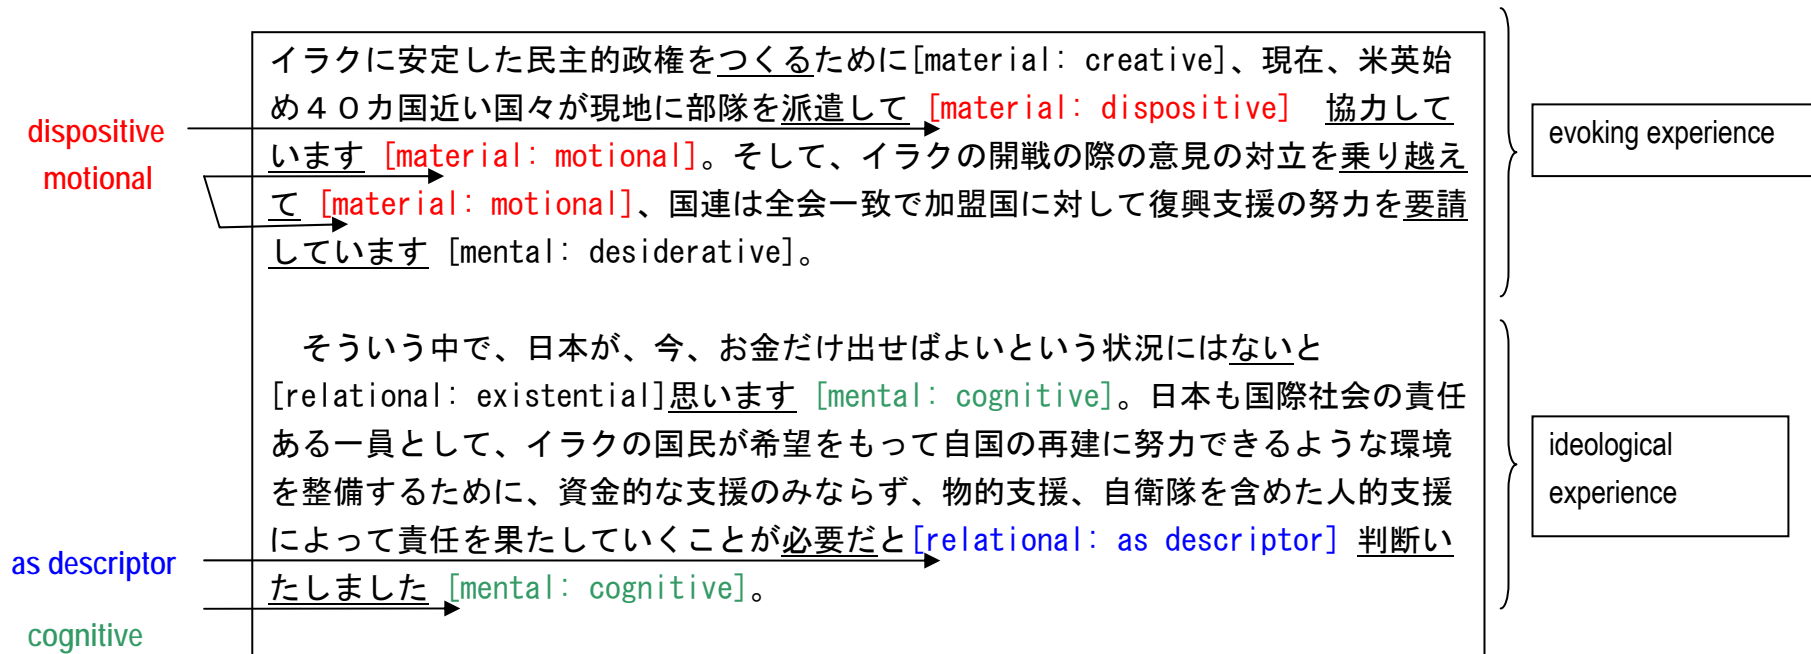 イラクに安定した民主的政権をつくるために[material: creative]、現在、米英始
め４０カ国近い国々が現地に部隊を派遣して [material: dispositive] 協力して
います [material: motional]。そして、イラクの開戦の際の意見の対立を乗り越え
て [material: motional]、国連は全会一致で加盟国に対して復興支援の努力を要請
しています [mental: desiderative]。
そういう中で、日本が、今、お金だけ出せばよいという状況にはないと
[relational: existential]思います [mental: cognitive]。日本も国際社会の責任
ある一員として、イラクの国民が希望をもって自国の再建に努力できるような環境
を整備するために、資金的な支援のみならず、物的支援、自衛隊を含めた人的支援
によって責任を果たしていくことが必要だと[relational: as descriptor] 判断い
たしました [mental: cognitive]。
dispositive
motional
as descriptor
cognitive
evoking experience
ideological
experience